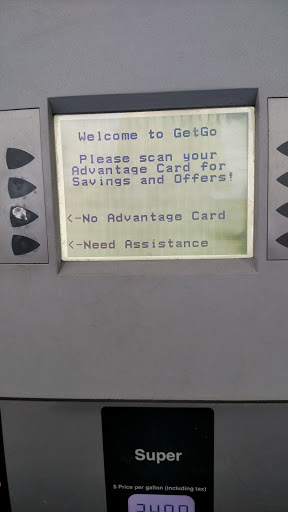 Welcome to GetGo
Please scan your
Advantage Card for
Savings and Offers!
<-No Advantage Card
<-Need Assistance
Super
$ Price per gallon (including tax)